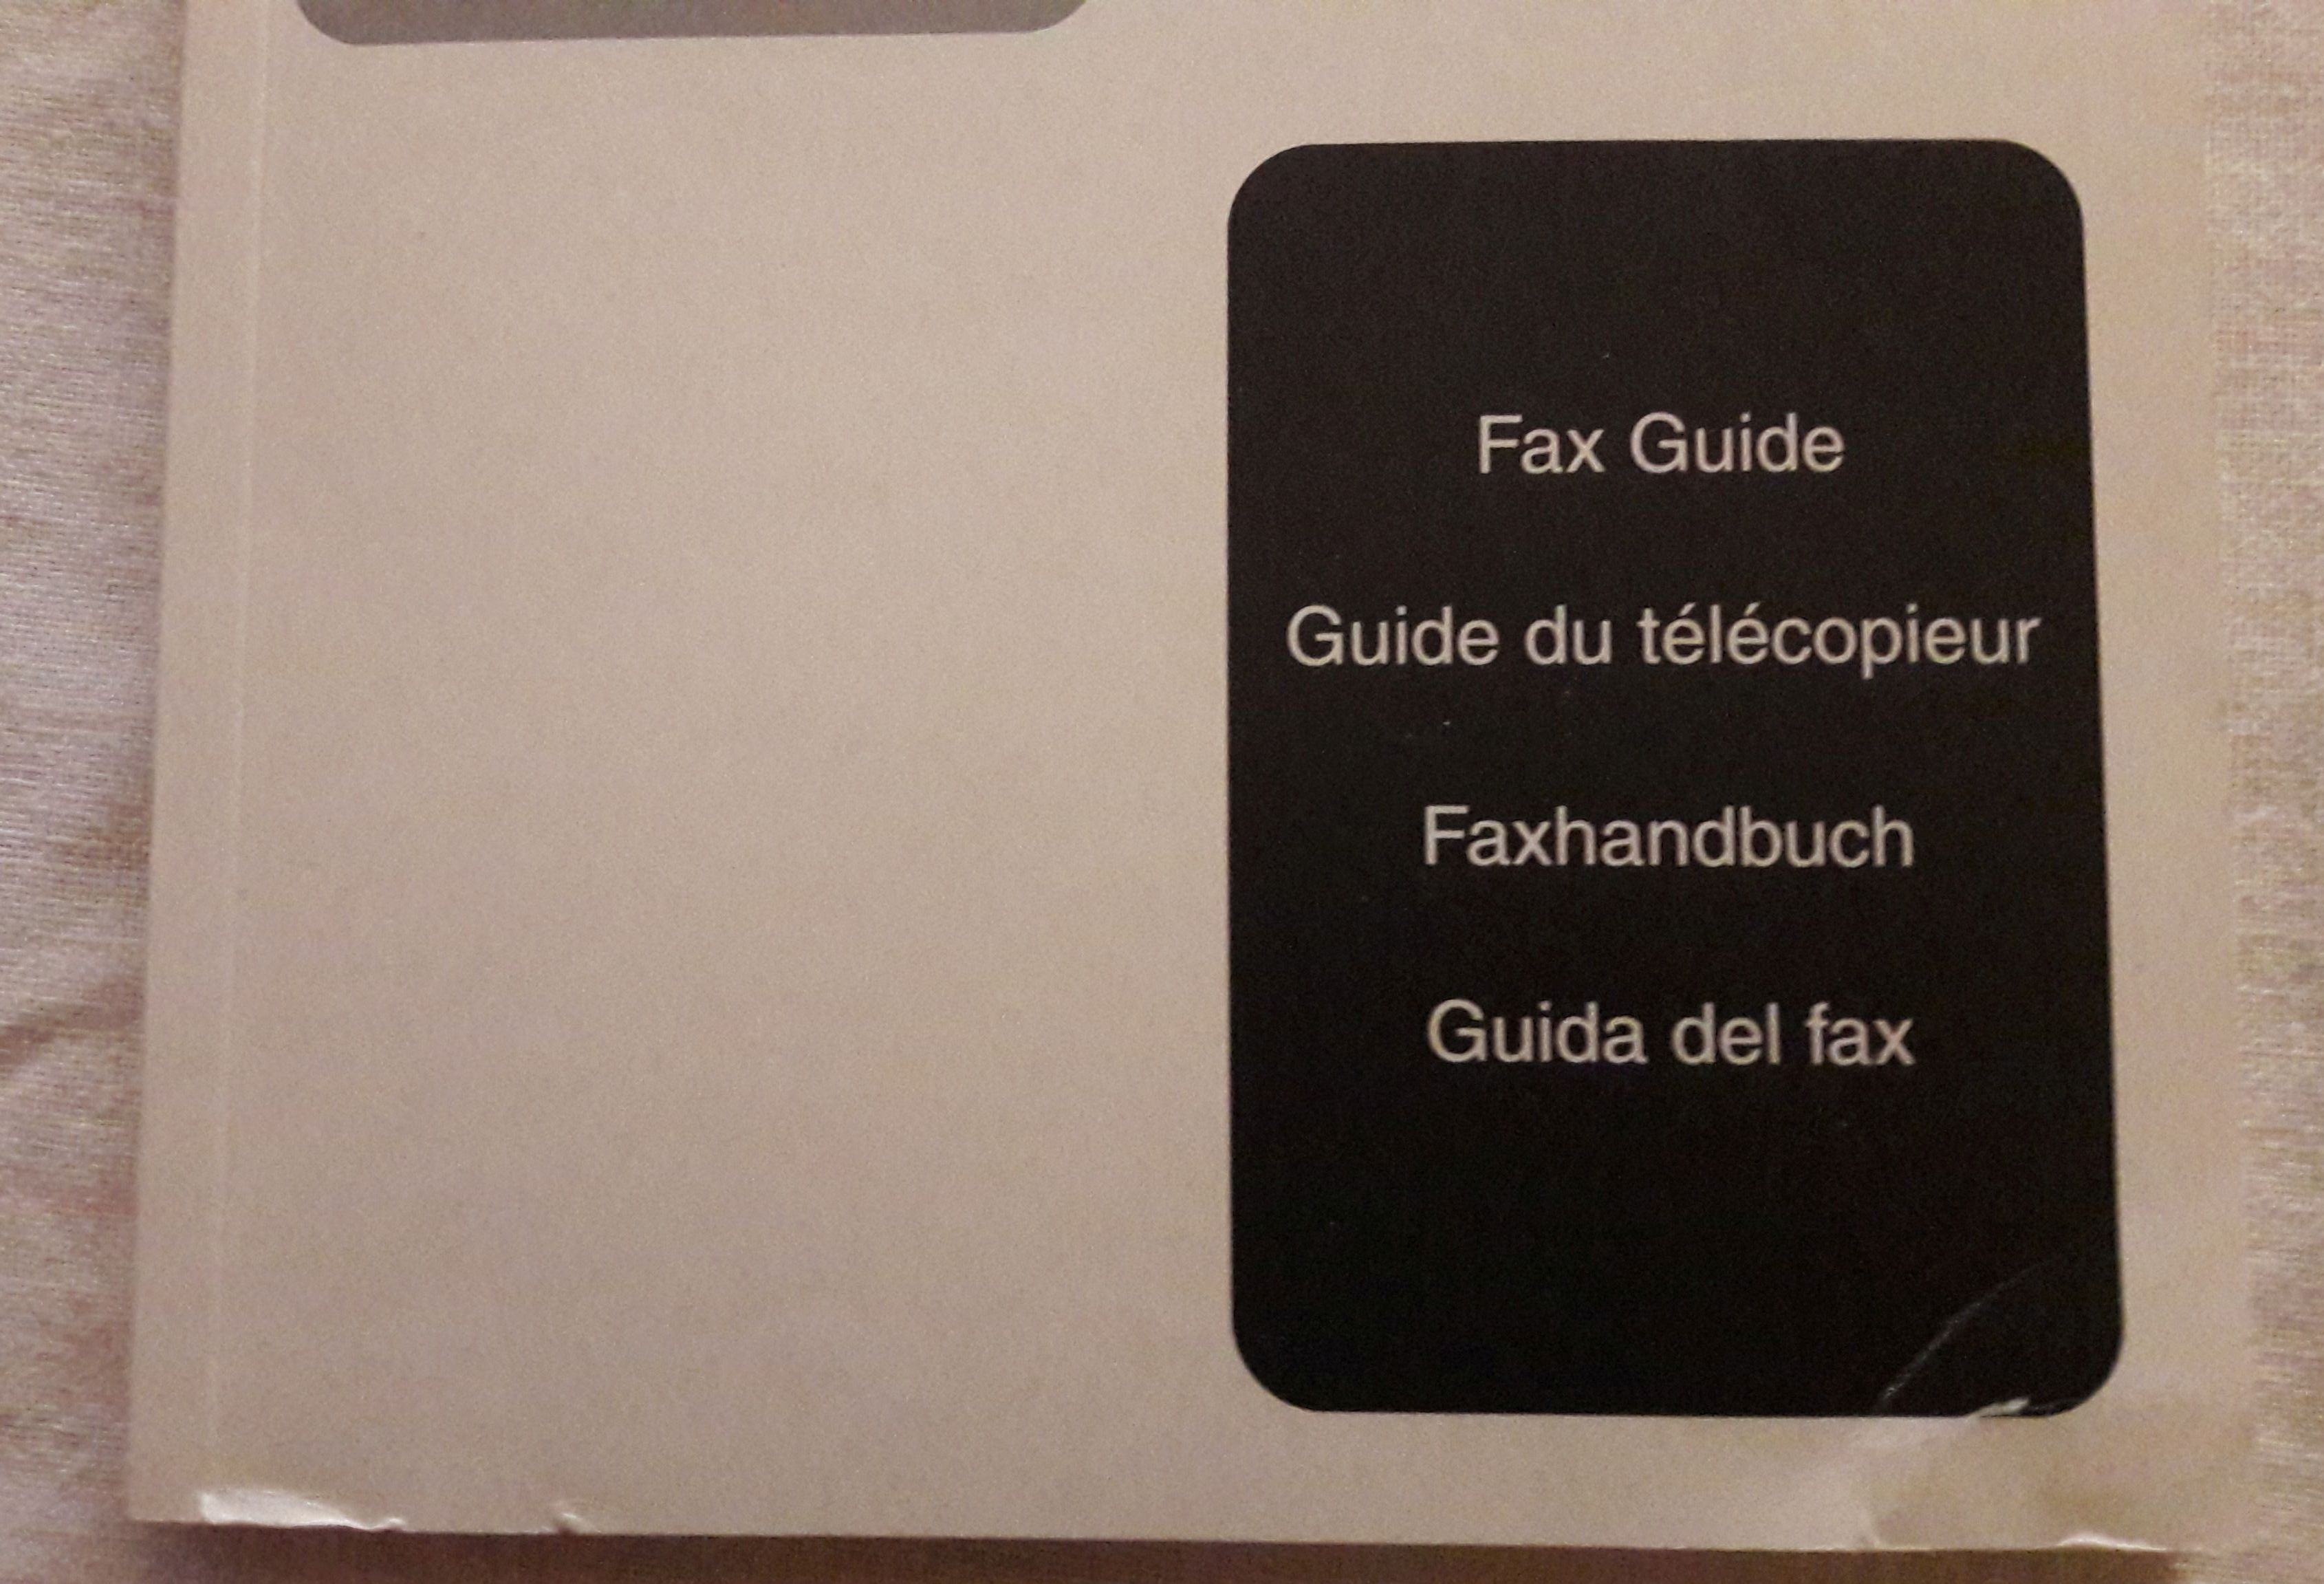 Fax Guide
Guide du télécopieur
Faxhandbuch
Guida del fax